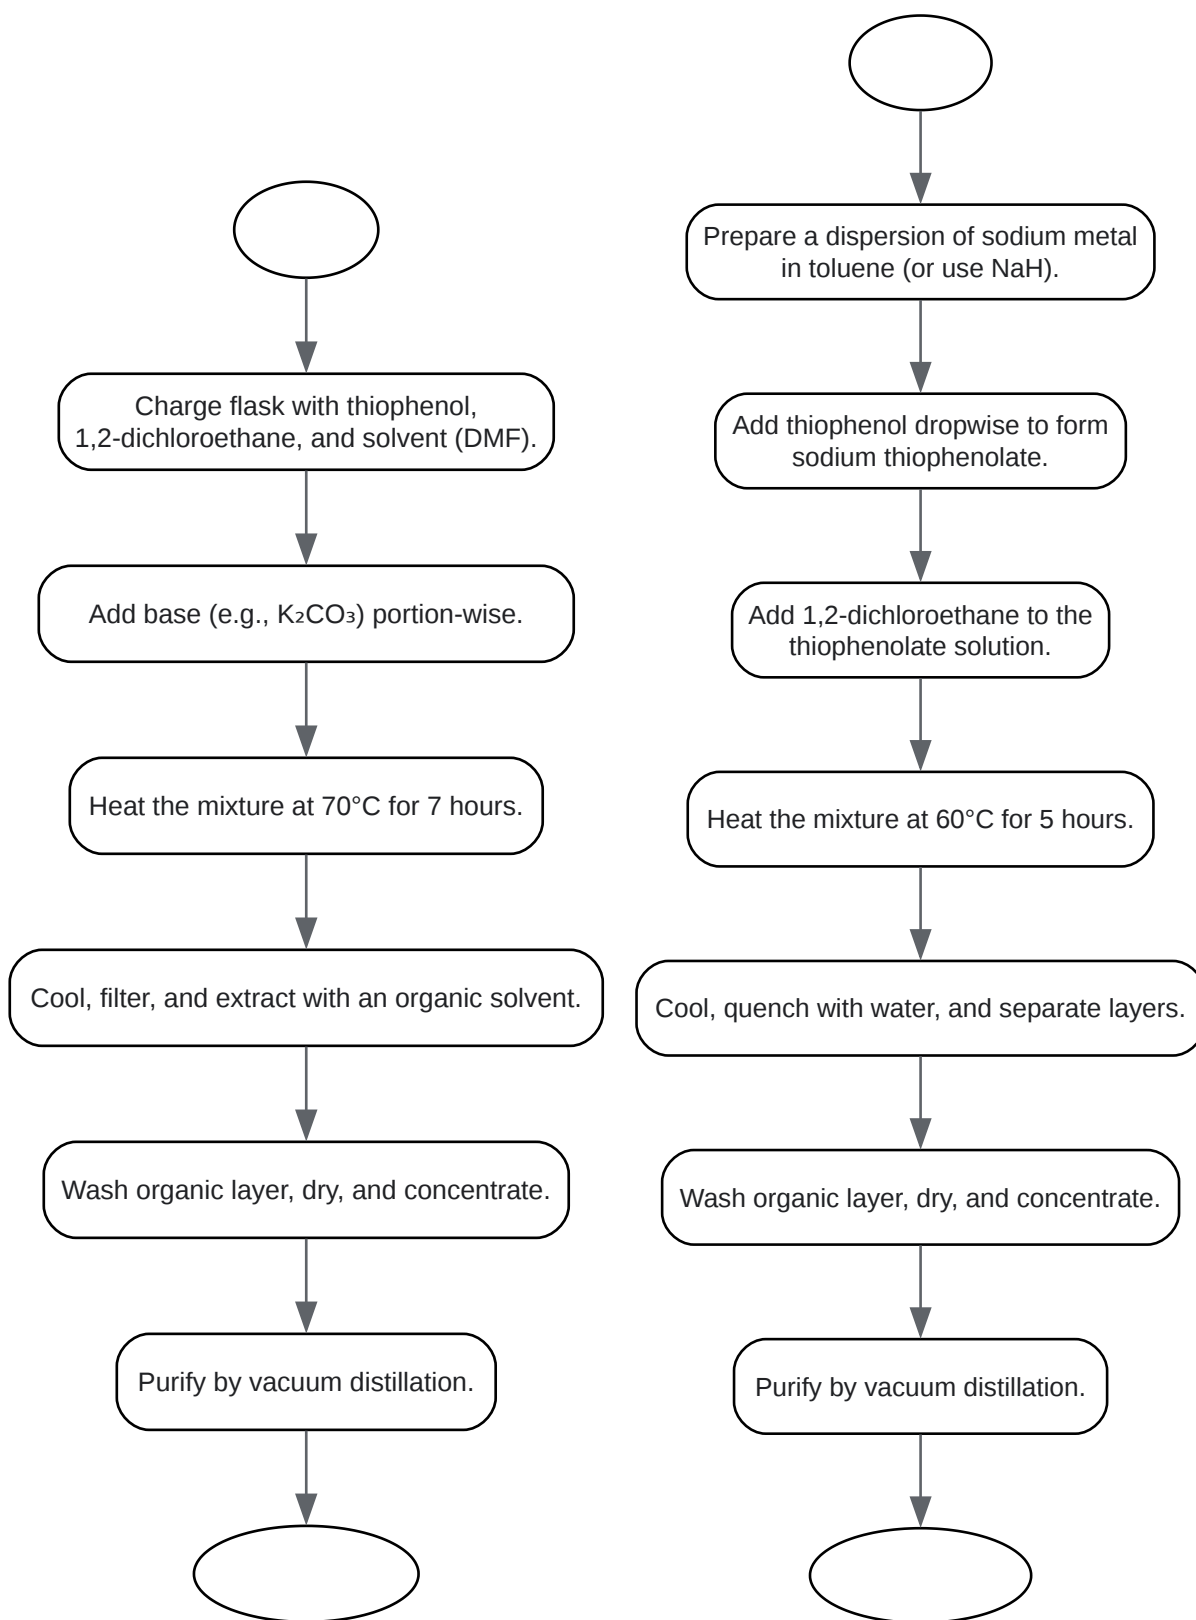 Charge flask with thiophenol,
1,2-dichloroethane, and solvent (DMF).
Add base (e.g., K₂CO₃) portion-wise.
Heat the mixture at 70°C for 7 hours.
Cool, filter, and extract with an organic solvent.
Wash organic layer, dry, and concentrate.
Purify by vacuum distillation.
Prepare a dispersion of sodium metal
in toluene (or use NaH).
Add thiophenol dropwise to form
sodium thiophenolate.
Add 1,2-dichloroethane to the
thiophenolate solution.
Heat the mixture at 60°C for 5 hours.
Cool, quench with water, and separate layers.
Wash organic layer, dry, and concentrate.
Purify by vacuum distillation.